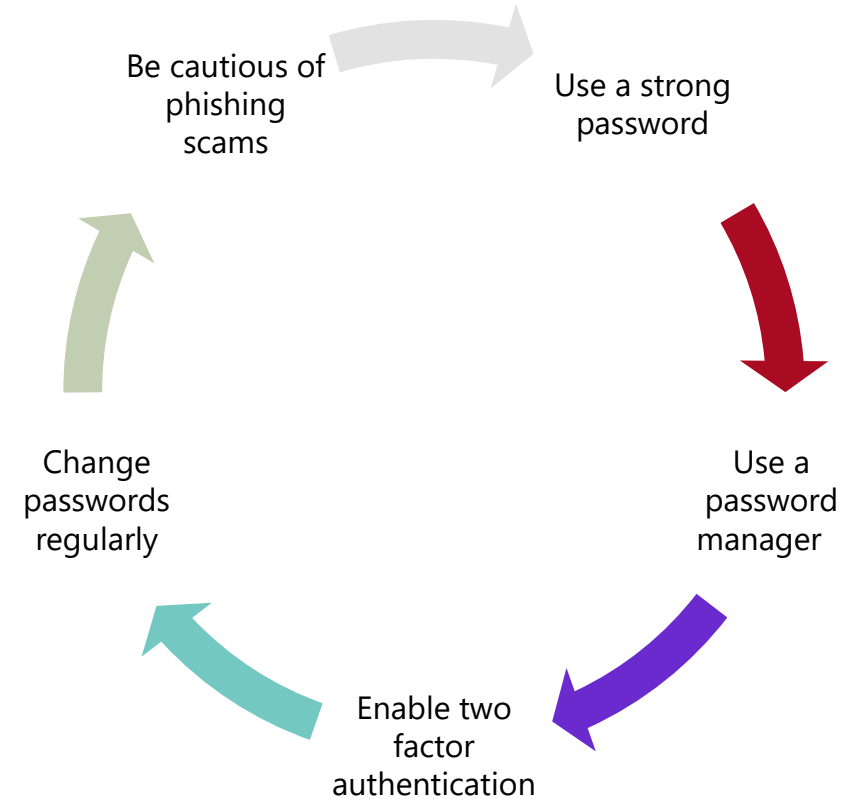 Be cautious of
phishing
scams
Use a strong
password
Use a
password
manager
Enable two
factor
authentication
Change
passwords
regularly